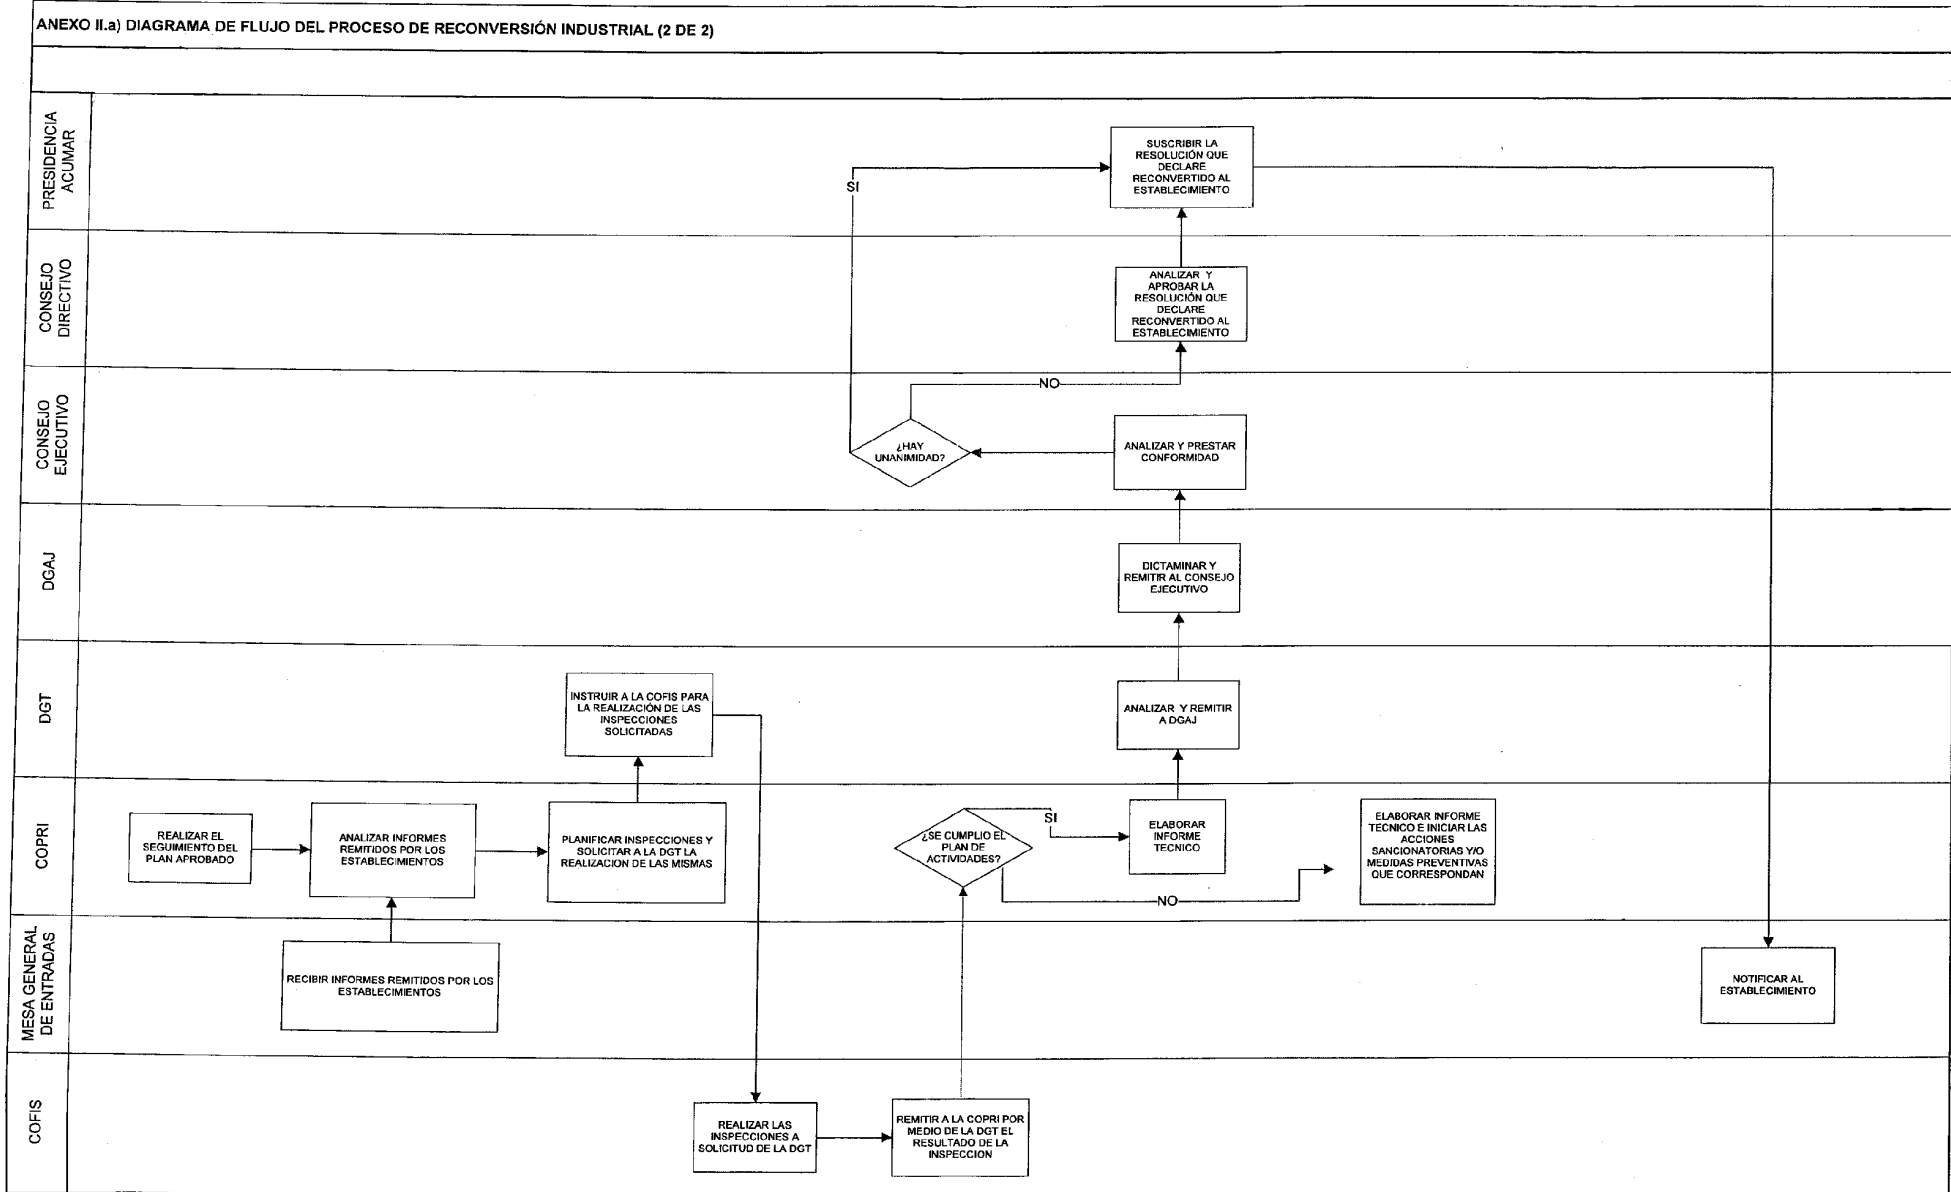 ANEXO II.a) DIAGRAMA DE FLUJO DEL PROCESO DE RECONVERSIÓN INDUSTRIAL (2 DE 2)
PRESIDENCIA
ACUMAR
SUSCRIBIR LA
RESOLUCIÓN QUE
DECLARE
RECONVERTIDO AL
ESTABLECIMIENTO
SI
CONSEJO
DIRECTIVO
ANALIZAR Y
APROBAR LA
RESOLUCIÓN QUE
DECLARE
RECONVERTIDO AL
ESTABLECIMIENTO
CONSEJO
EJECUTIVO
NO
¿HAY
UNANIMIDAD?
ANALIZAR Y PRESTAR
CONFORMIDAD
DGAJ
DICTAMINAR Y
REMITIR AL CONSEJO
EJECUTIVO
DGT
INSTRUIR A LA COFIS PARA
LA REALIZACIÓN DE LAS
INSPECCIONES
SOLICITADAS
ANALIZAR Y REMITIR
A DGAJ
COPRI
REALIZAR EL
SEGUIMIENTO DEL
PLAN APROBADO
ANALIZAR INFORMES
REMITIDOS POR LOS
ESTABLECIMIENTOS
PLANIFICAR INSPECCIONES Y
SOLICITAR A LA DGT LA
REALIZACION DE LAS MISMAS
¿SE CUMPLIO EL
PLAN DE
ACTIVIDADES?
SI
ELABORAR
INFORME
TECNICO
NO
ELABORAR INFORME
TECNICO E INICIAR LAS
ACCIONES
SANCIONATORIAS Y/O
MEDIDAS PREVENTIVAS
QUE CORRESPONDAN
MESA GENERAL
DE ENTRADAS
RECIBIR INFORMES REMITIDOS POR LOS
ESTABLECIMIENTOS
NOTIFICAR AL
ESTABLECIMIENTO
COFIS
REALIZAR LAS
INSPECCIONES A
SOLICITUD DE LA DGT
REMITIR A LA COPRI POR
MEDIO DE LA DGT EL
RESULTADO DE LA
INSPECCION